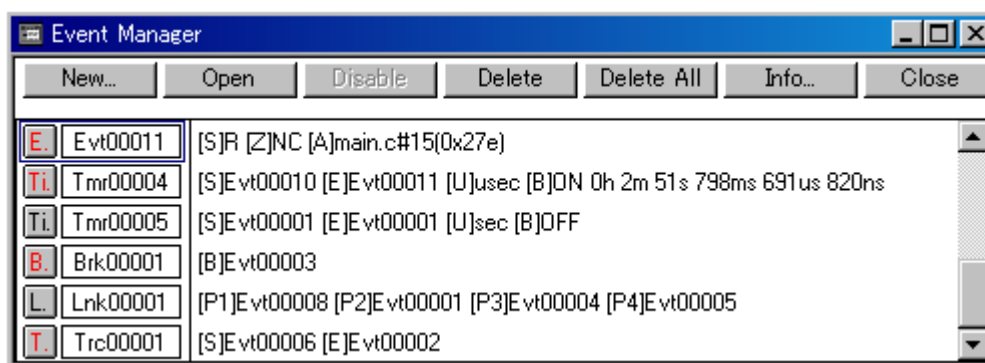 Event Manager
New... Open Disable Delete Delete All Info... Close
E. Evt00011 [S]R [Z]NC [A]main.c#15(0x27e)
Ti. Tmr00004 [S]Evt00010 [E]Evt00011 [U]usec [B]ON 0h 2m 51s 798ms 691us 820ns
Ti. Tmr00005 [S]Evt00001 [E]Evt00001 [U]sec [B]OFF
B. Brk00001 [B]Evt00003
L. Lnk00001 [P1]Evt00008 [P2]Evt00001 [P3]Evt00004 [P4]Evt00005
T. Trc00001 [S]Evt00006 [E]Evt00002